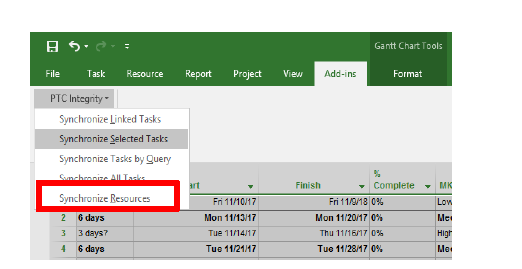 Gantt Chart Tools
File Task Resource Report Project View Add-ins Format
PTC Integrity
Synchronize Linked Tasks
Synchronize Selected Tasks
Synchronize Tasks by Query
Synchronize All Tasks
Synchronize Resources
art Finish % Complete MK
Fri 11/10/17 Fri 11/9/18 0% Low
2 6 days Mon 11/13/17 Mon 11/20/17 0% Med
3 3 days? Tue 11/14/17 Thu 11/16/17 0% High
4 6 days Tue 11/21/17 Tue 11/28/17 0% Med